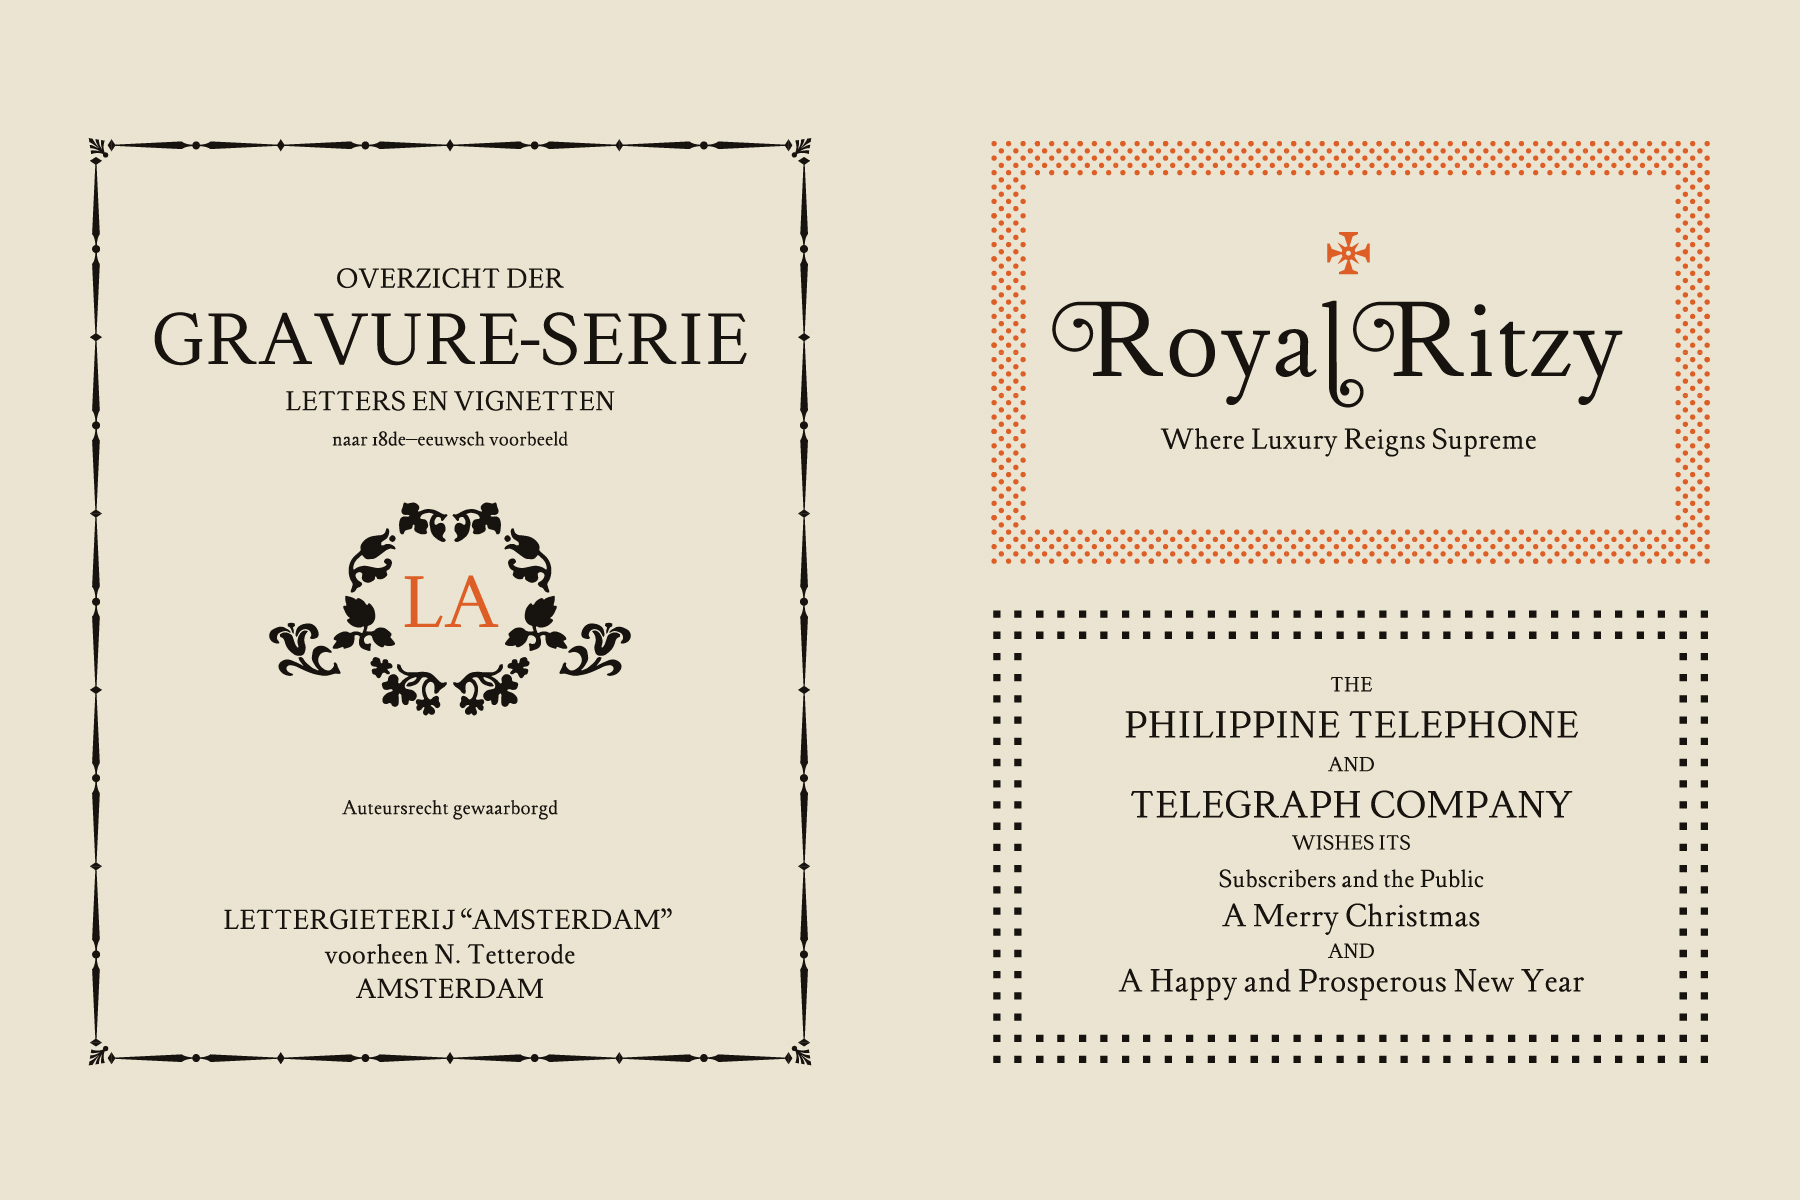 OVERZICHT DER
GRAVURE-SERIE
LETTERS EN VIGNETTEN
naar 18de–eeuwsch voorbeeld
LA
Auteursrecht gewaarborgd
LETTERGIETERIJ “AMSTERDAM”
voorheen N. Tetterode
AMSTERDAM
Royal Ritzy
Where Luxury Reigns Supreme
THE
PHILIPPINE TELEPHONE
AND
TELEGRAPH COMPANY
WISHES ITS
Subscribers and the Public
A Merry Christmas
AND
A Happy and Prosperous New Year